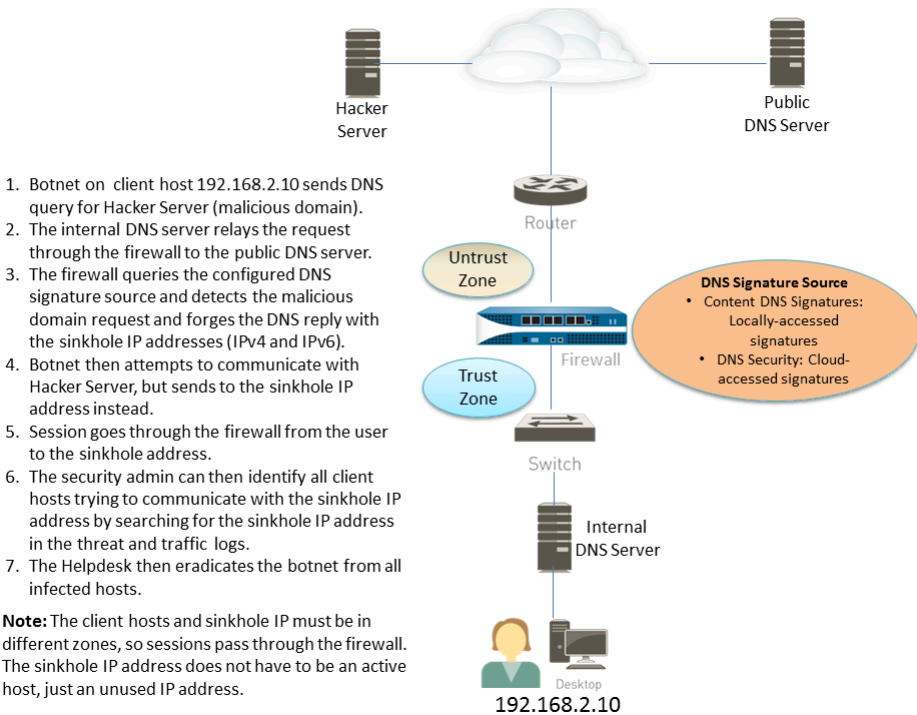 Hacker
Server
Public
DNS Server
1. Botnet on client host 192.168.2.10 sends DNS
query for Hacker Server (malicious domain).
2. The internal DNS server relays the request
through the firewall to the public DNS server.
3. The firewall queries the configured DNS
signature source and detects the malicious
domain request and forges the DNS reply with
the sinkhole IP addresses (IPv4 and IPv6).
4. Botnet then attempts to communicate with
Hacker Server, but sends to the sinkhole IP
address instead.
5. Session goes through the firewall from the user
to the sinkhole address.
6. The security admin can then identify all client
hosts trying to communicate with the sinkhole IP
address by searching for the sinkhole IP address
in the threat and traffic logs.
7. The Helpdesk then eradicates the botnet from all
infected hosts.
Note: The client hosts and sinkhole IP must be in
different zones, so sessions pass through the firewall.
The sinkhole IP address does not have to be an active
host, just an unused IP address.
Router
Untrust
Zone
Firewall
DNS Signature Source
• Content DNS Signatures:
Locally-accessed
signatures
• DNS Security: Cloud-
accessed signatures
Trust
Zone
Switch
Internal
DNS Server
Desktop
192.168.2.10